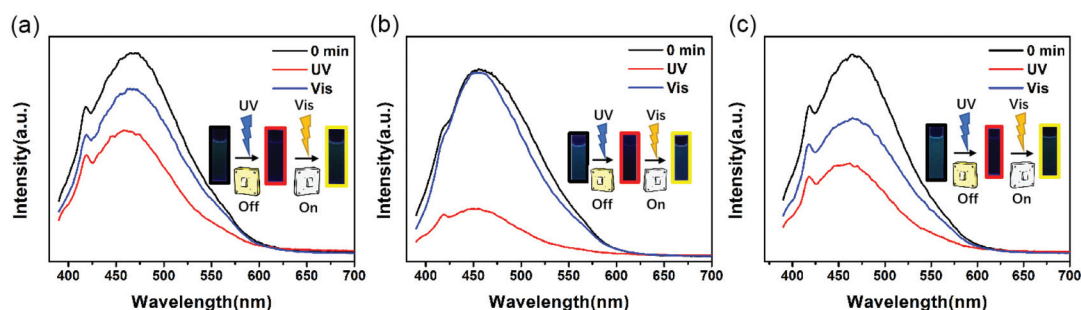 (a)
0 min
UV
Vis
UV
Vis
Off
On
Intensity(a.u.)
400 450 500 550 600 650 700
Wavelength(nm)
(b)
0 min
UV
Vis
UV
Vis
Off
On
Intensity(a.u.)
400 450 500 550 600 650 700
Wavelength(nm)
(c)
0 min
UV
Vis
UV
Vis
Off
On
Intensity(a.u.)
400 450 500 550 600 650 700
Wavelength(nm)